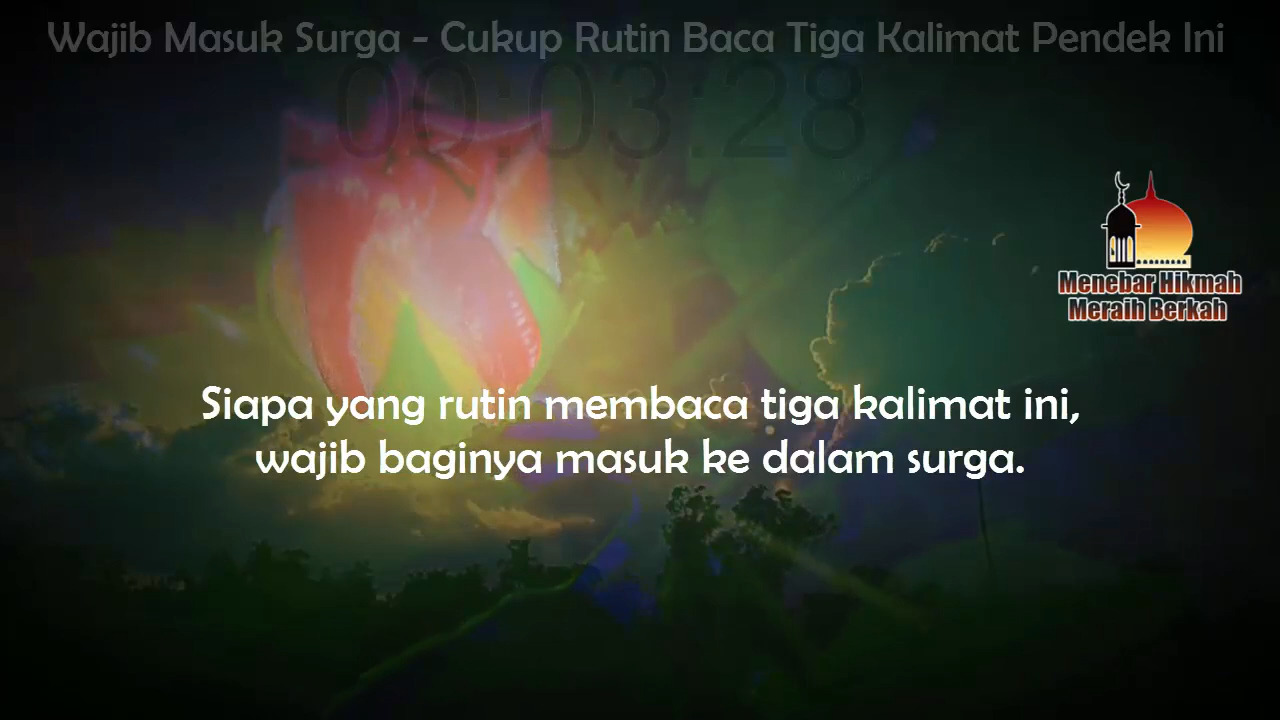 Wajib Masuk Surga - Cukup Rutin Baca Tiga Kalimat Pendek Ini
00:03:28
Menebar Hikmah
Meraih Berkah
Siapa yang rutin membaca tiga kalimat ini,
wajib baginya masuk ke dalam surga.